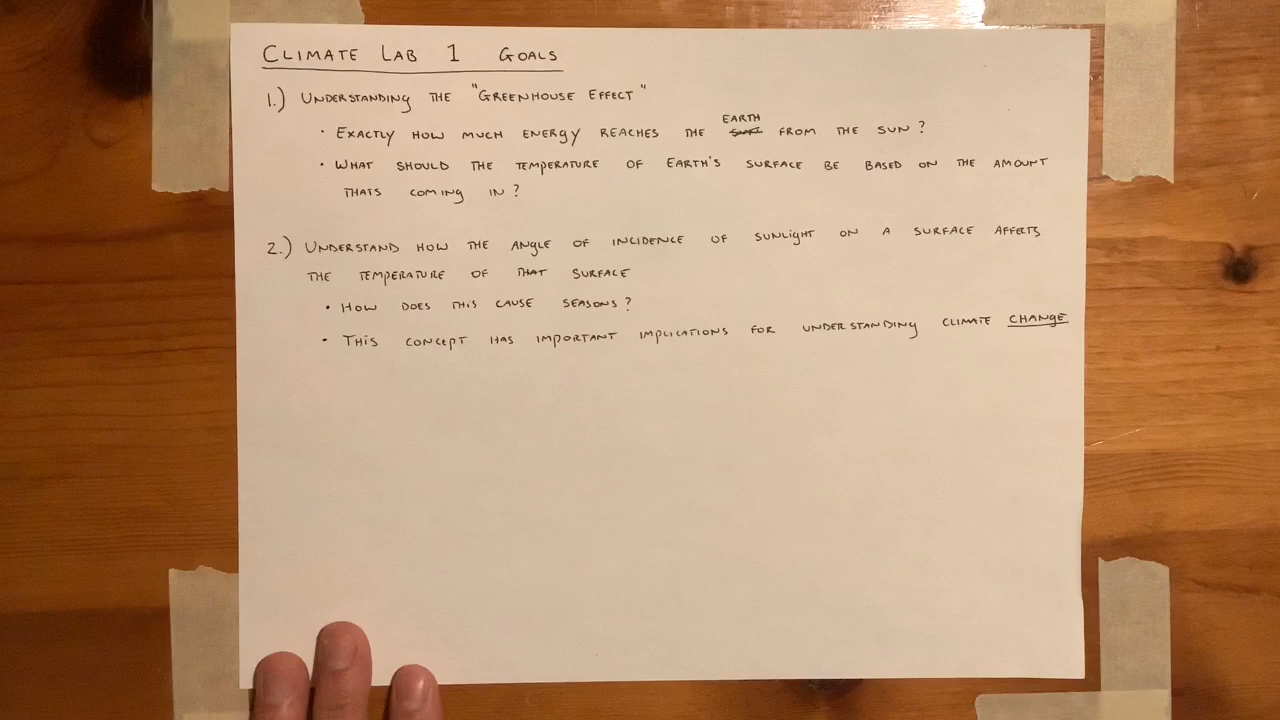 CLIMATE LAB 1 GOALS
1.) UNDERSTANDING THE "GREENHOUSE EFFECT"
• EXACTLY HOW MUCH ENERGY REACHES THE EARTH FROM THE SUN?
• WHAT SHOULD THE TEMPERATURE OF EARTH'S SURFACE BE BASED ON THE AMOUNT
THATS COMING IN?
2.) UNDERSTAND HOW THE ANGLE OF INCIDENCE OF SUNLIGHT ON A SURFACE AFFECTS
THE TEMPERATURE OF THAT SURFACE
• HOW DOES THIS CAUSE SEASONS?
• THIS CONCEPT HAS IMPORTANT IMPLICATIONS FOR UNDERSTANDING CLIMATE CHANGE